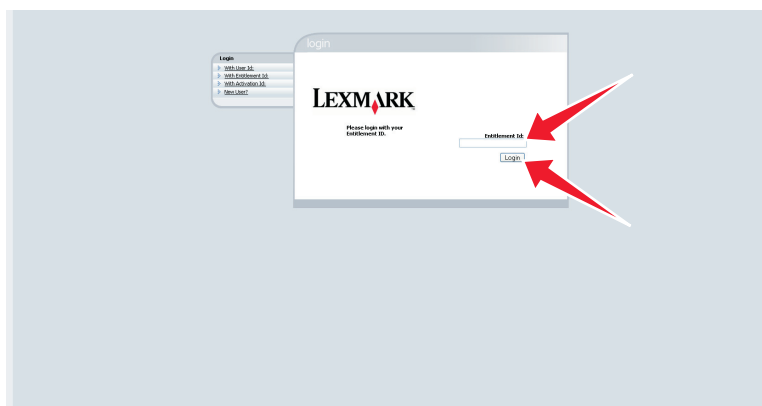 login
Login
With User Id:
With Entitlement Id:
With Activation Id:
New User?
LEXMARK
Please login with your
Entitlement ID.
Entitlement Id:
Login